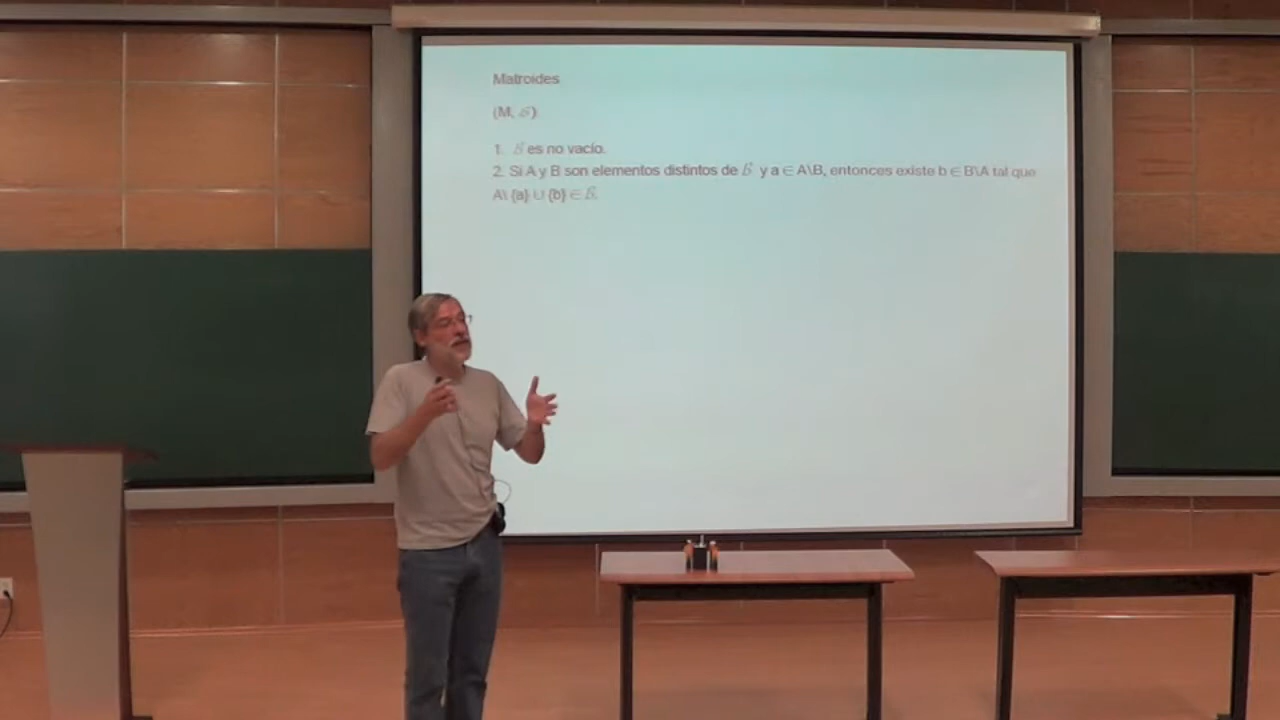 Matroides
(M, ℬ)
1. ℬ es no vacío.
2. Si A y B son elementos distintos de ℬ y a ∈ A\B, entonces existe b ∈ B\A tal que
A\ {a} ∪ {b} ∈ ℬ.